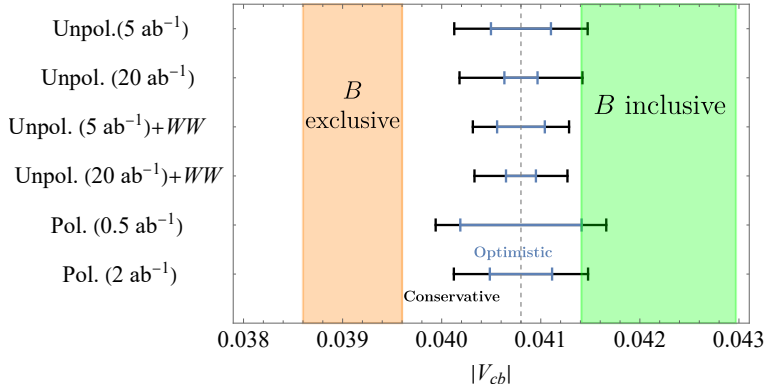 Unpol.(5 ab⁻¹)
Unpol. (20 ab⁻¹)
Unpol. (5 ab⁻¹)+WW
Unpol. (20 ab⁻¹)+WW
Pol. (0.5 ab⁻¹)
Pol. (2 ab⁻¹)
B
exclusive
B inclusive
Optimistic
Conservative
0.038 0.039 0.040 0.041 0.042 0.043
|V_cb|